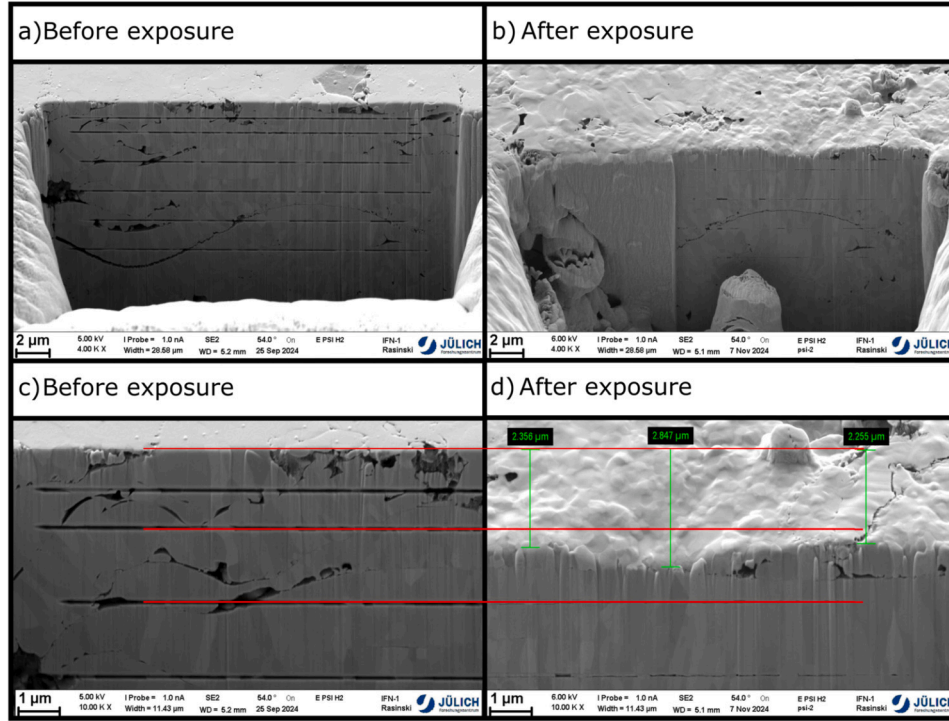 a)Before exposure
b) After exposure
2 µm
5.00 kV
4.00 K X
I Probe = 1.0 nA
Width = 28.58 µm
SE2
WD = 5.2 mm
54.0 ° On
25 Sep 2024
E PSI H2
IFN-1
Rasinski
JÜLICH
Forschungszentrum
2 µm
6.00 kV
4.00 K X
I Probe = 1.0 nA
Width = 28.58 µm
SE2
WD = 5.1 mm
54.0 ° On
7 Nov 2024
E PSI H2
psi-2
IFN-1
Rasinski
JÜLICH
Forschungszentrum
c) Before exposure
d) After exposure
2.356 µm
2.847 µm
2.255 µm
1 µm
5.00 kV
10.00 K X
I Probe = 1.0 nA
Width = 11.43 µm
SE2
WD = 5.2 mm
54.0 ° On
25 Sep 2024
E PSI H2
IFN-1
Rasinski
JÜLICH
Forschungszentrum
1 µm
6.00 kV
10.00 K X
I Probe = 1.0 nA
Width = 11.43 µm
SE2
WD = 5.1 mm
54.0 ° On
7 Nov 2024
E PSI H2
psi-2
IFN-1
Rasinski
JÜLICH
Forschungszentrum